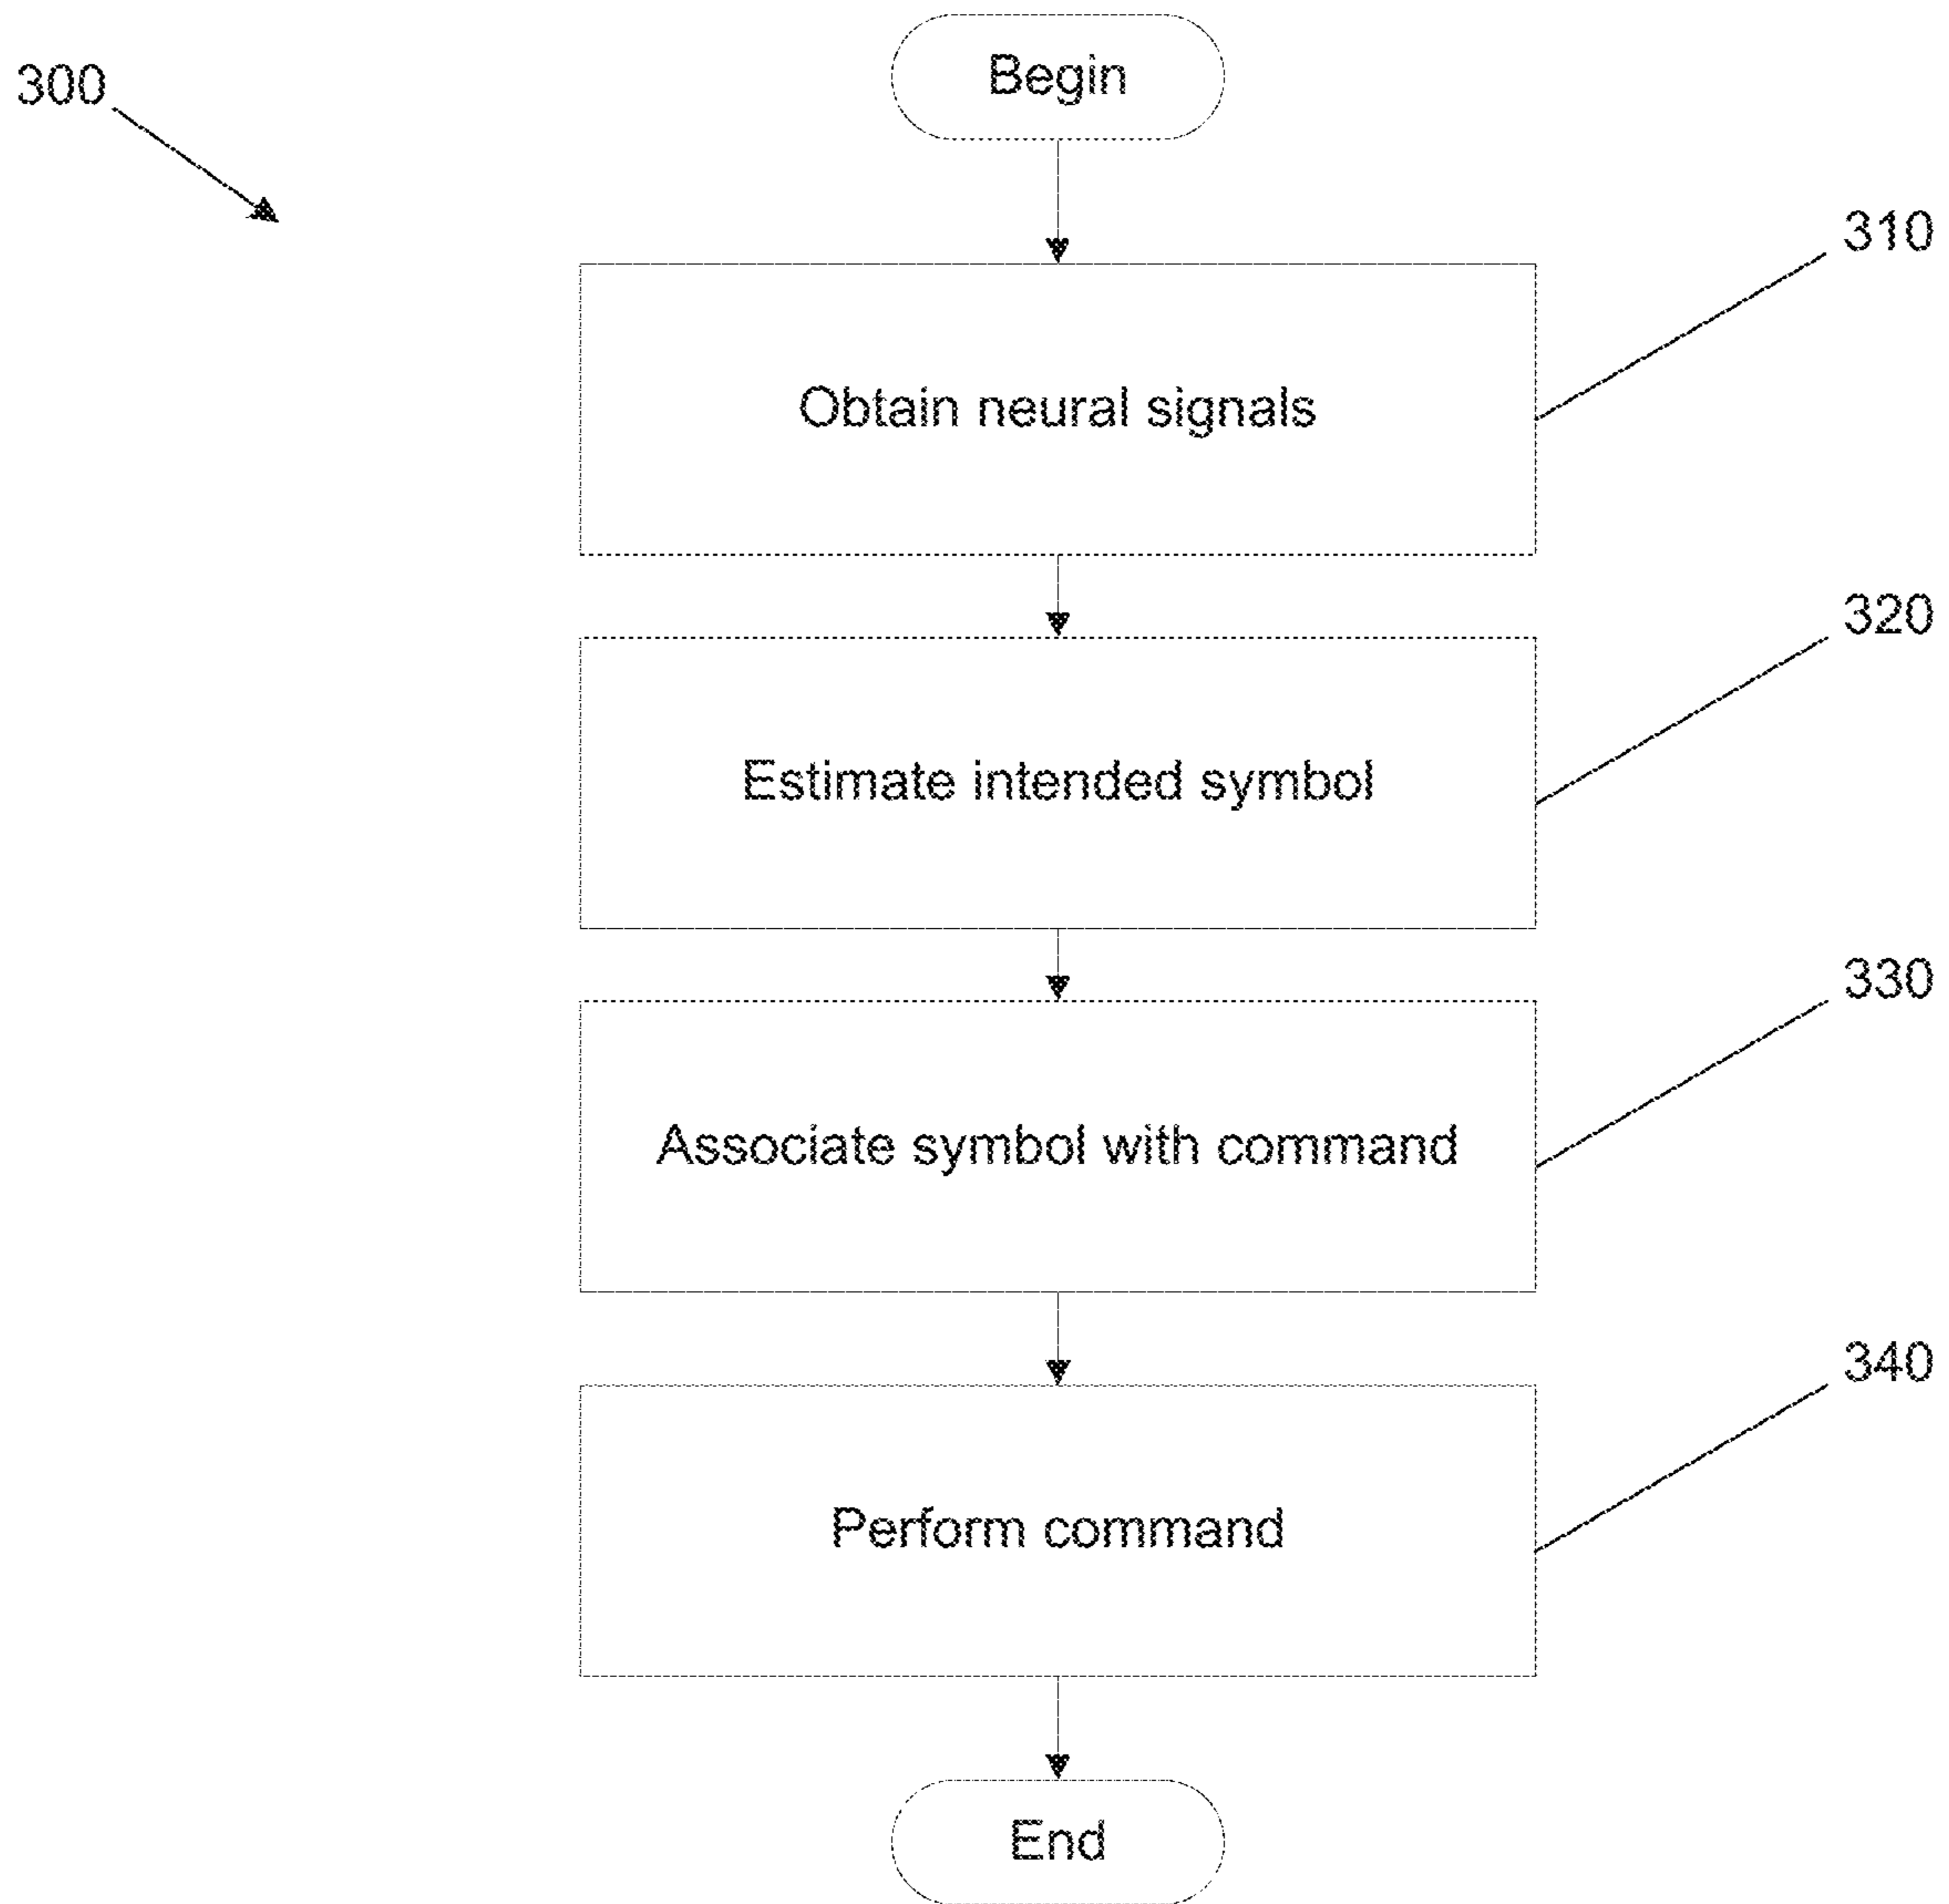 Begin
300
310
Obtain neural signals
320
Estimate intended symbol
330
Associate symbol with command
340
Perform command
End